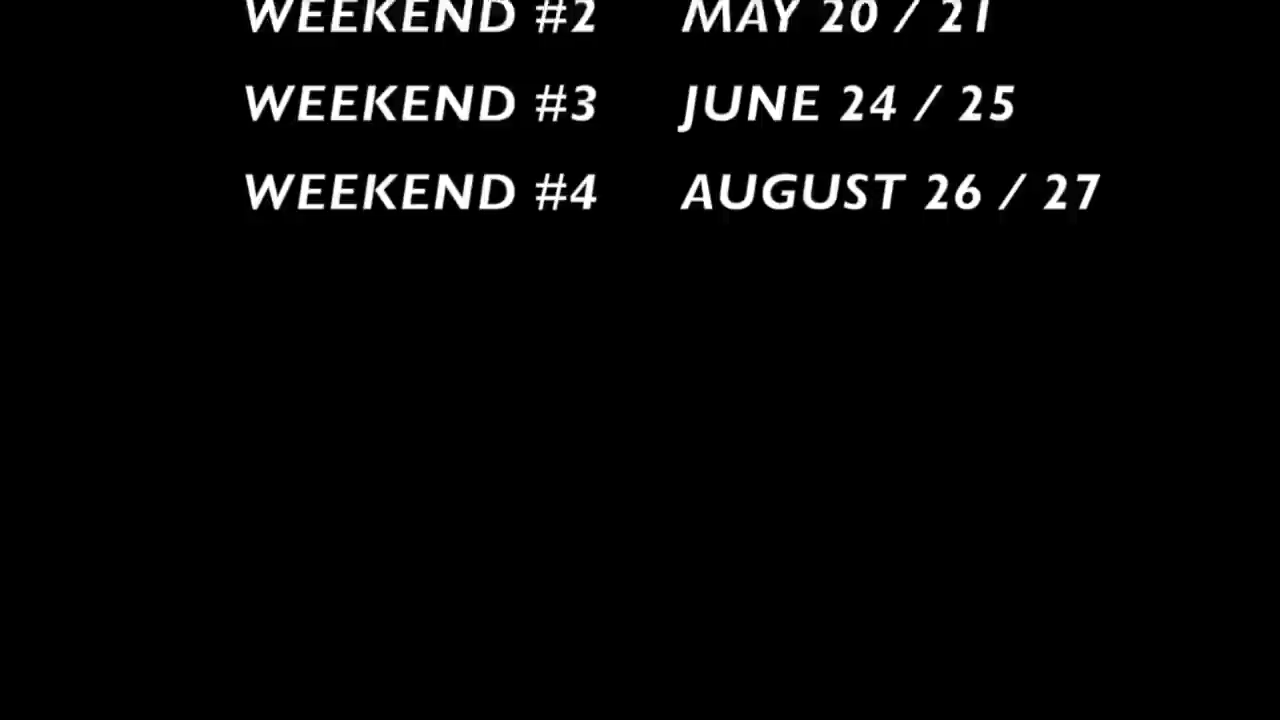 WEEKEND #2 MAY 20 / 21
WEEKEND #3 JUNE 24 / 25
WEEKEND #4 AUGUST 26 / 27